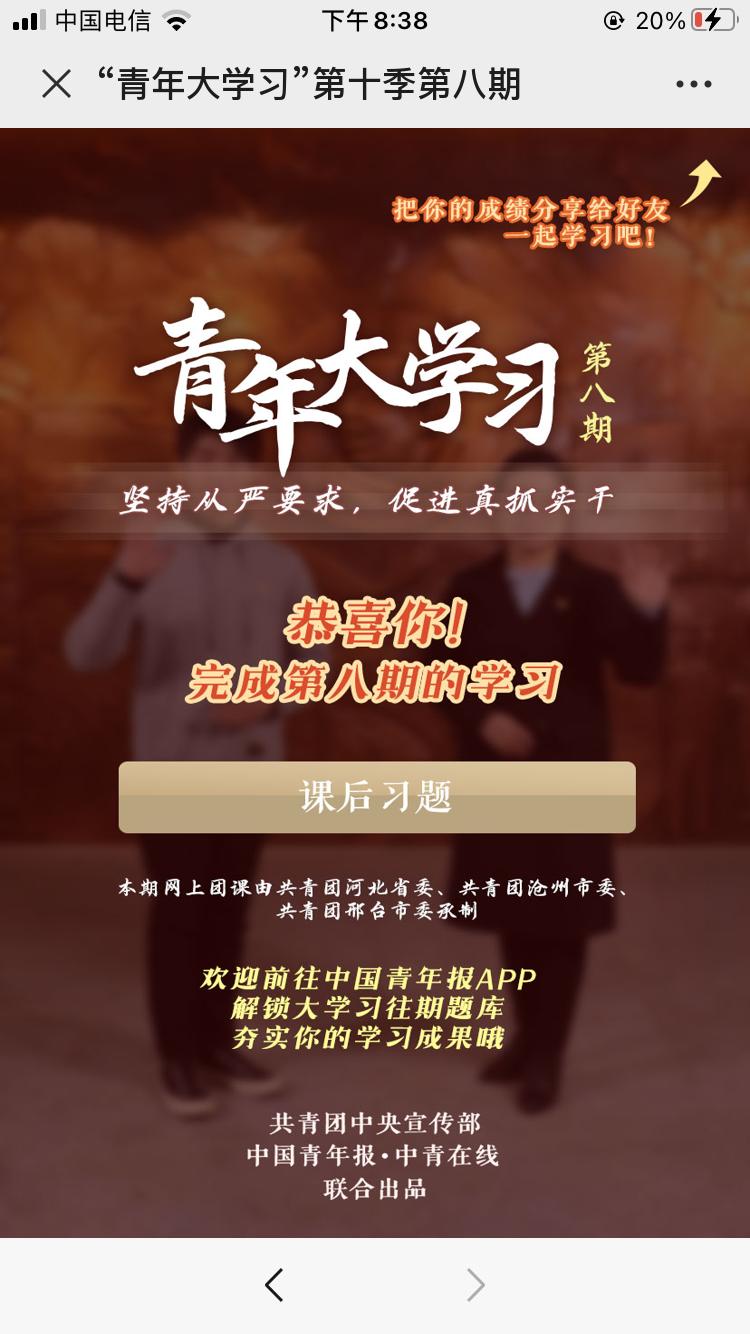 中国电信
下午8:38
20%
“青年大学习”第十季第八期
把你的成绩分享给好友
一起学习吧!
青年大学习
第八期
坚持从严要求，促进真抓实干
恭喜你!
完成第八期的学习
课后习题
本期网上团课由共青团河北省委、共青团沧州市委、
共青团邢台市委承制
欢迎前往中国青年报APP
解锁大学习往期题库
夯实你的学习成果哦
共青团中央宣传部
中国青年报·中青在线
联合出品